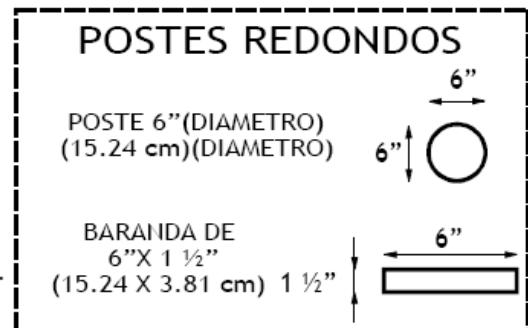 POSTES REDONDOS
6”
POSTE 6”(DIAMETRO)
(15.24 cm)(DIAMETRO)
6”
BARANDA DE
6”X 1 ½”
(15.24 X 3.81 cm)
6”
1 ½”